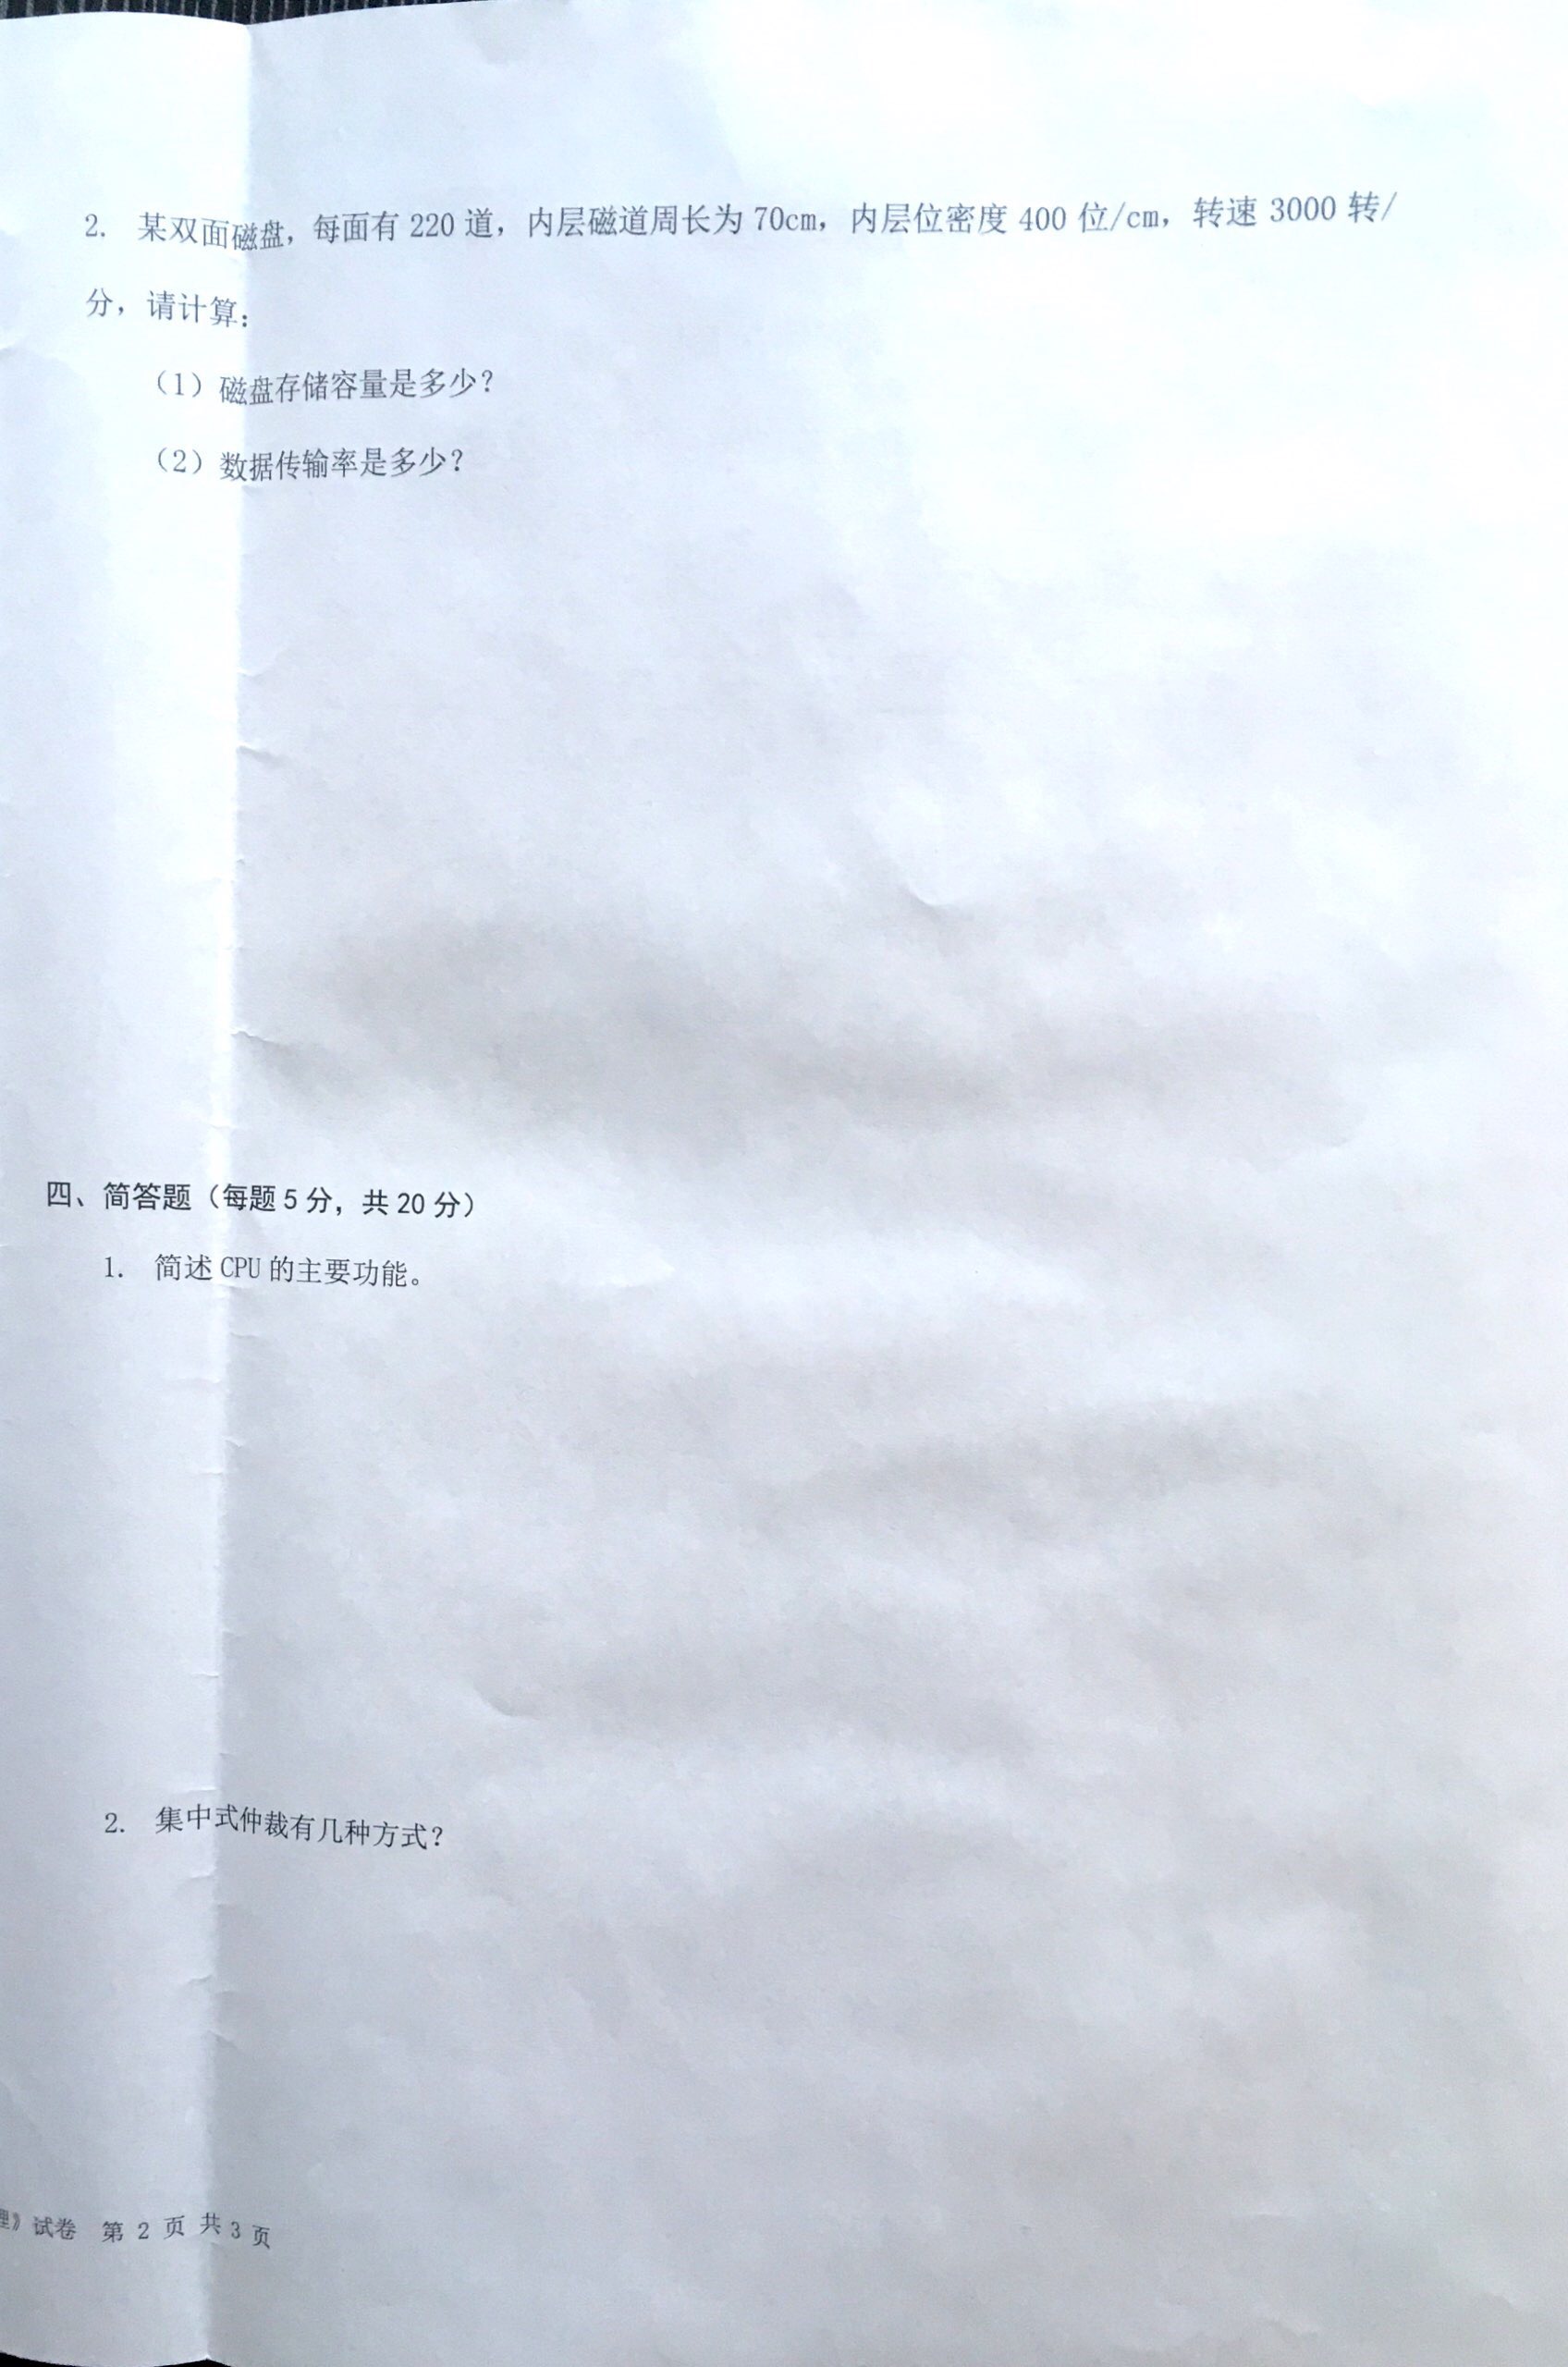 2. 某双面磁盘，每面有 220 道，内层磁道周长为 70cm，内层位密度 400 位/cm，转速 3000 转/
分，请计算：
（1）磁盘存储容量是多少？
（2）数据传输率是多少？
四、简答题（每题 5 分，共 20 分）
1. 简述 CPU 的主要功能。
2. 集中式仲裁有几种方式？
理》试卷 第 2 页 共 3 页